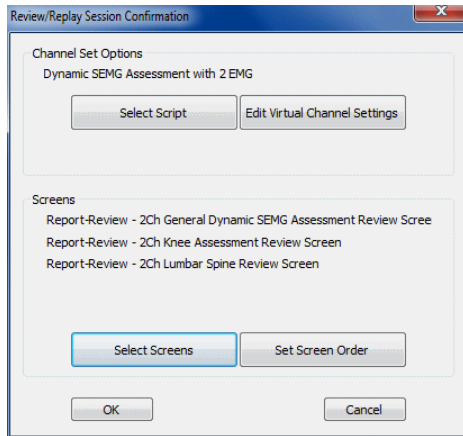 Review/Replay Session Confirmation
X
Channel Set Options
Dynamic SEMG Assessment with 2 EMG
Select Script
Edit Virtual Channel Settings
Screens
Report-Review - 2Ch General Dynamic SEMG Assessment Review Scree
Report-Review - 2Ch Knee Assessment Review Screen
Report-Review - 2Ch Lumbar Spine Review Screen
Select Screens
Set Screen Order
OK
Cancel